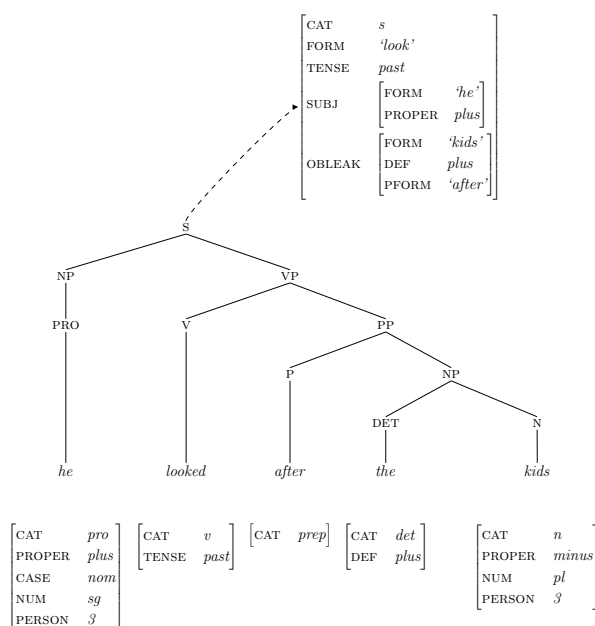 CAT s
FORM ‘look’
TENSE past
SUBJ FORM ‘he’
PROPER plus
OBLEAK FORM ‘kids’
DEF plus
PFORM ‘after’
S
NP VP
PRO V PP
P NP
DET N
he looked after the kids
CAT pro CAT v CAT prep CAT det CAT n
PROPER plus TENSE past DEF plus PROPER minus
CASE nom NUM pl
NUM sg PERSON 3
PERSON 3